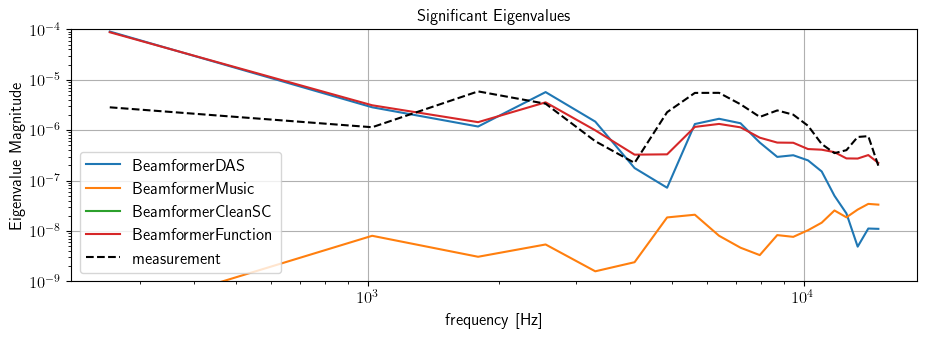 Significant Eigenvalues
Eigenvalue Magnitude
10⁻⁴
10⁻⁵
10⁻⁶
10⁻⁷
10⁻⁸
10⁻⁹
BeamformerDAS
BeamformerMusic
BeamformerCleanSC
BeamformerFunction
measurement
10³
10⁴
frequency [Hz]